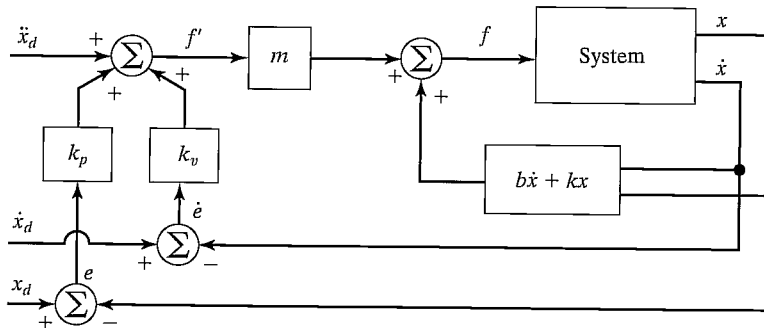 ẍ_d
+
Σ
+
+
f'
m
+
Σ
+
f
System
x
ẋ
k_p
k_v
bẋ + kx
ẋ_d
ė
+
Σ
−
x_d
e
+
Σ
−